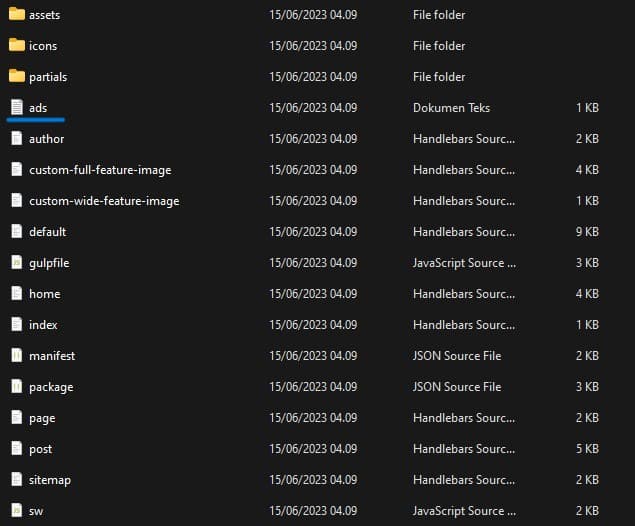 assets 15/06/2023 04.09 File folder
icons 15/06/2023 04.09 File folder
partials 15/06/2023 04.09 File folder
ads 15/06/2023 04.09 Dokumen Teks 1 KB
author 15/06/2023 04.09 Handlebars Sourc... 2 KB
custom-full-feature-image 15/06/2023 04.09 Handlebars Sourc... 4 KB
custom-wide-feature-image 15/06/2023 04.09 Handlebars Sourc... 1 KB
default 15/06/2023 04.09 Handlebars Sourc... 9 KB
gulpfile 15/06/2023 04.09 JavaScript Source ... 3 KB
home 15/06/2023 04.09 Handlebars Sourc... 4 KB
index 15/06/2023 04.09 Handlebars Sourc... 1 KB
manifest 15/06/2023 04.09 JSON Source File 2 KB
package 15/06/2023 04.09 JSON Source File 3 KB
page 15/06/2023 04.09 Handlebars Sourc... 2 KB
post 15/06/2023 04.09 Handlebars Sourc... 5 KB
sitemap 15/06/2023 04.09 Handlebars Sourc... 2 KB
sw 15/06/2023 04.09 JavaScript Source ... 2 KB